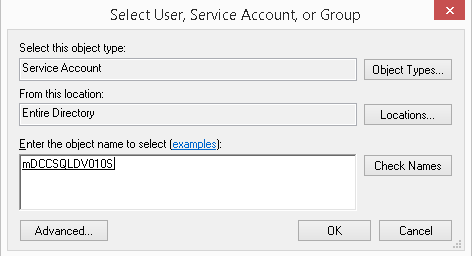 Select User, Service Account, or Group
Select this object type:
Service Account
Object Types...
From this location:
Entire Directory
Locations...
Enter the object name to select (examples):
mDCCSQLDV010S
Check Names
Advanced...
OK
Cancel